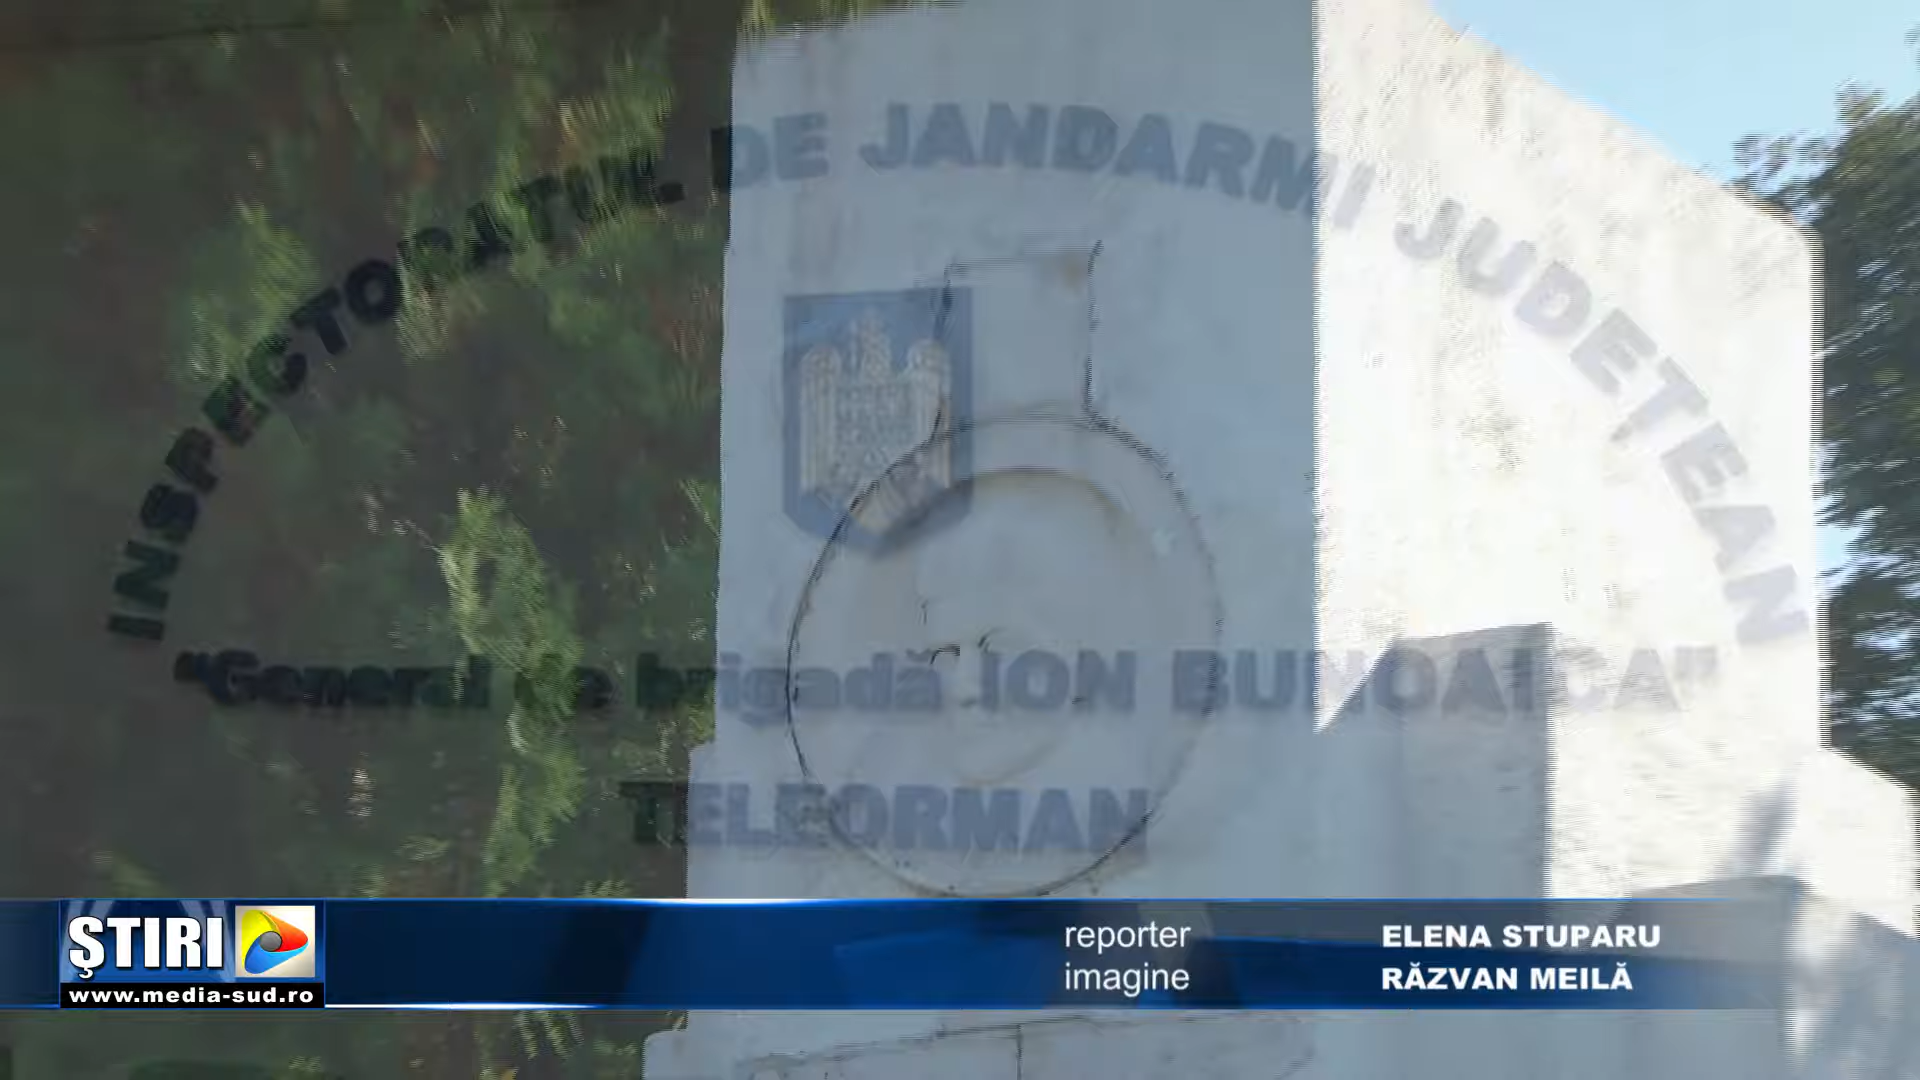 INSPECTORATUL DE JANDARMI JUDEȚEAN
"General de brigadă ION BUNOAICA"
TELEORMAN
ŞTIRI
www.media-sud.ro
reporter ELENA STUPARU
imagine RĂZVAN MEILĂ